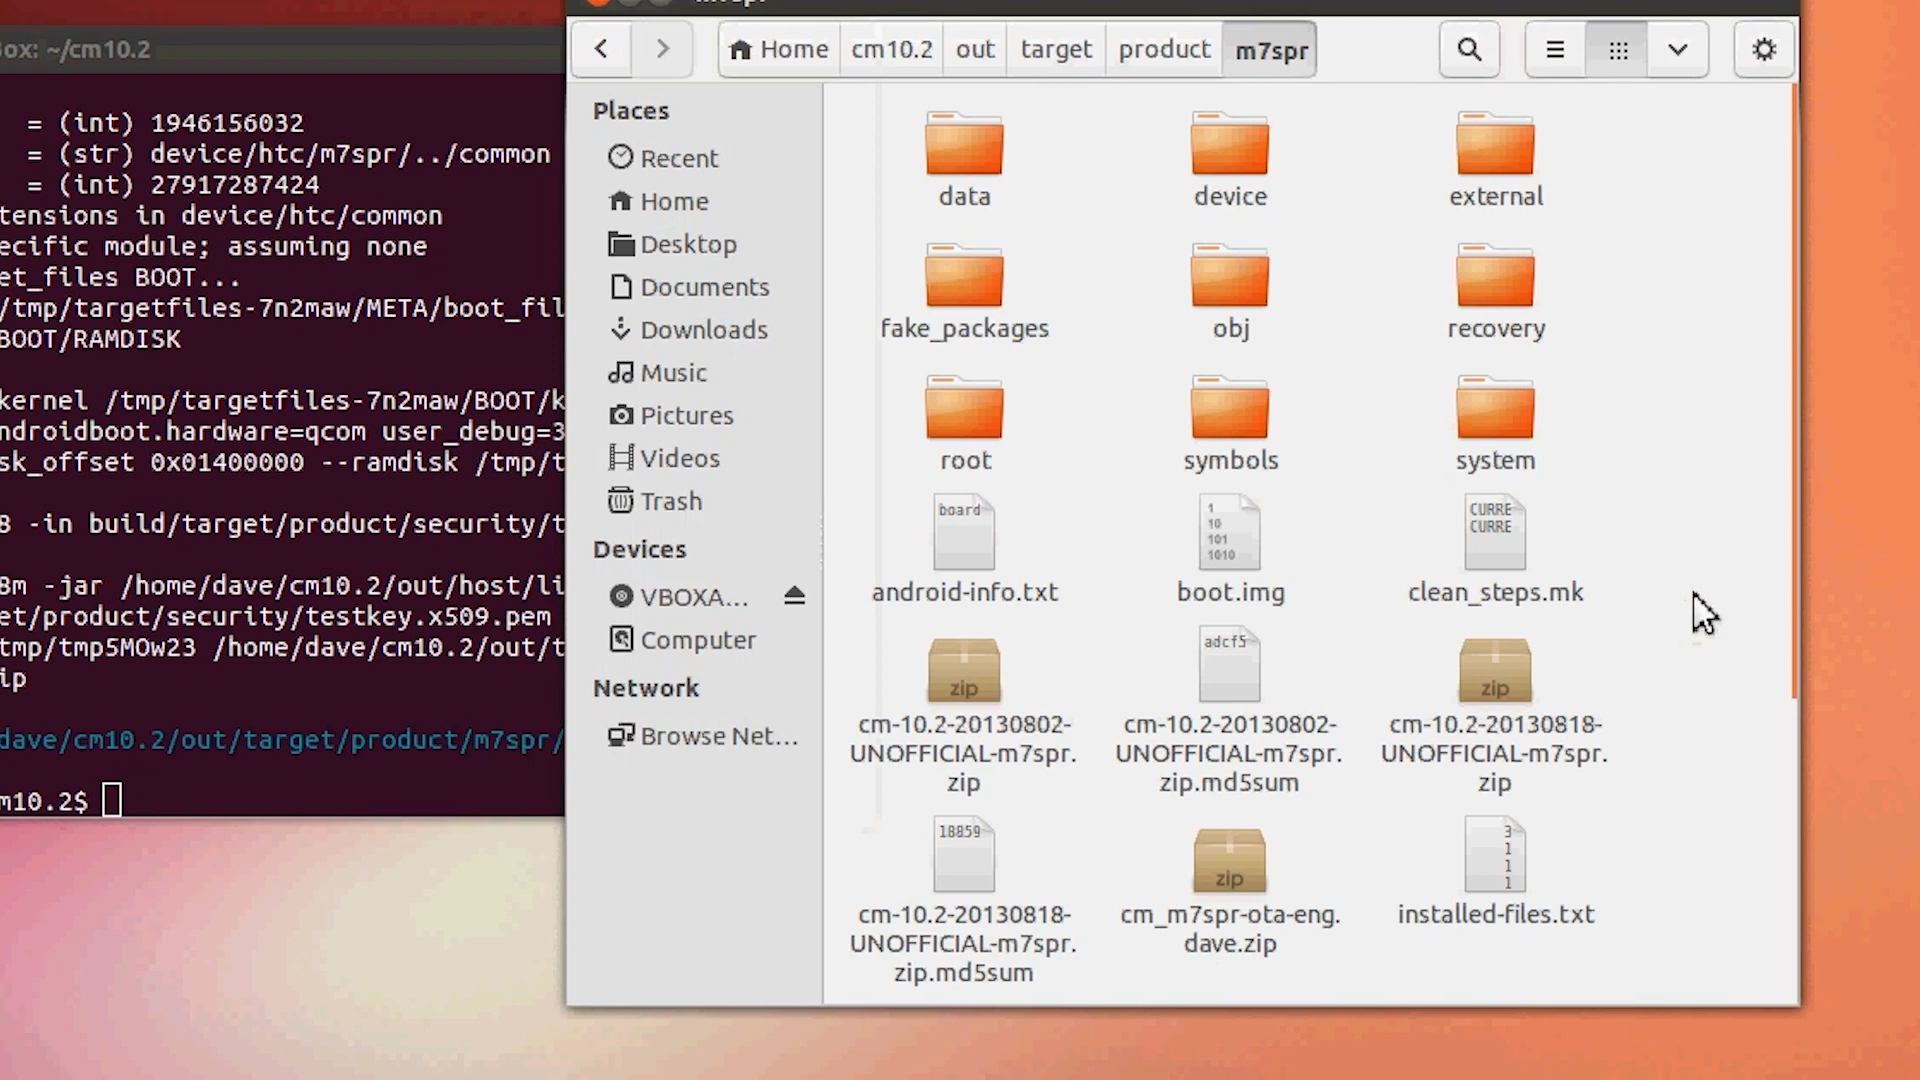 Box: ~/cm10.2
= (int) 1946156032
= (str) device/htc/m7spr/../common
= (int) 27917287424
tensions in device/htc/common
ecific module; assuming none
et_files BOOT...
/tmp/targetfiles-7n2maw/META/boot_fil
BOOT/RAMDISK
kernel /tmp/targetfiles-7n2maw/BOOT/k
ndroidboot.hardware=qcom user_debug=3
sk_offset 0x01400000 --ramdisk /tmp/t
8 -in build/target/product/security/t
8m -jar /home/dave/cm10.2/out/host/li
et/product/security/testkey.x509.pem
tmp/tmp5MOw23 /home/dave/cm10.2/out/t
ip
dave/cm10.2/out/target/product/m7spr/
m10.2$
Home cm10.2 out target product m7spr
Places
Recent
Home
Desktop
Documents
Downloads
Music
Pictures
Videos
Trash
Devices
VBOXA...
Computer
Network
Browse Net...
data device external
fake_packages obj recovery
root symbols system
board
1
10
101
1010
CURRE
CURRE
android-info.txt boot.img clean_steps.mk
zip adcf5 zip
cm-10.2-20130802- cm-10.2-20130802- cm-10.2-20130818-
UNOFFICIAL-m7spr. UNOFFICIAL-m7spr. UNOFFICIAL-m7spr.
zip zip.md5sum zip
18859 zip
3
1
1
1
cm-10.2-20130818- cm_m7spr-ota-eng. installed-files.txt
UNOFFICIAL-m7spr. dave.zip
zip.md5sum